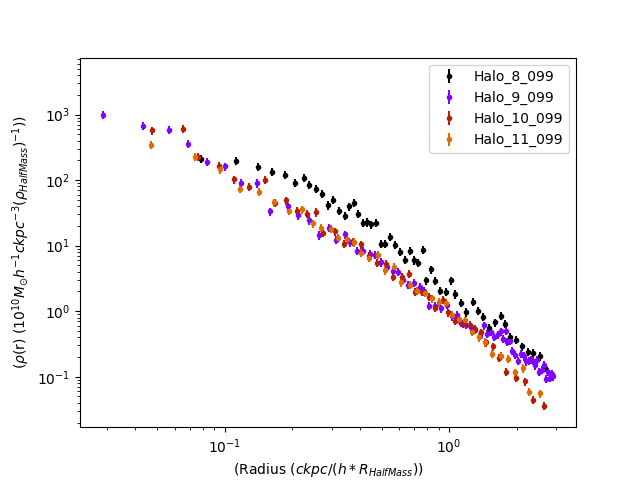 Halo_8_099
Halo_9_099
Halo_10_099
Halo_11_099
10³
10²
10¹
10⁰
10⁻¹
(ρ(r) (10¹⁰M⊙h⁻¹ckpc⁻³(ρHalfMass)⁻¹))
10⁻¹ 10⁰
(Radius (ckpc/(h * RHalfMass))